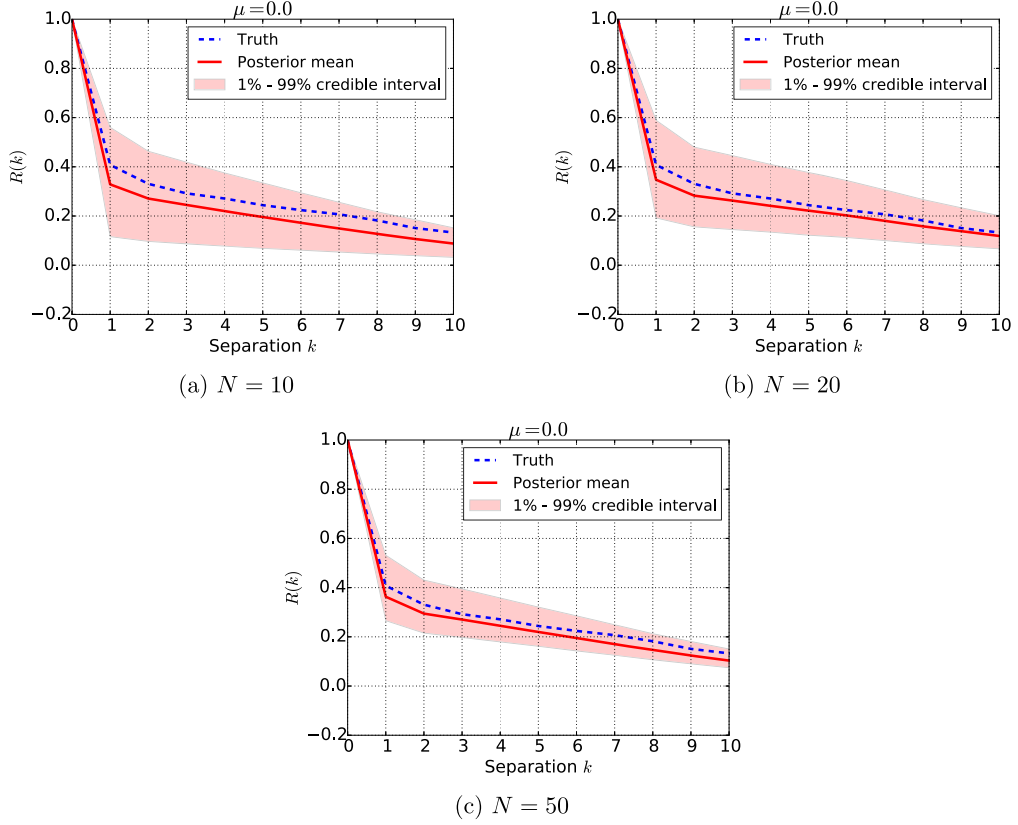 μ=0.0
1.0
0.8
0.6
0.4
0.2
0.0
−0.2
R(k)
Truth
Posterior mean
1% - 99% credible interval
0 1 2 3 4 5 6 7 8 9 10
Separation k
(a) N = 10
μ=0.0
1.0
0.8
0.6
0.4
0.2
0.0
−0.2
R(k)
Truth
Posterior mean
1% - 99% credible interval
0 1 2 3 4 5 6 7 8 9 10
Separation k
(b) N = 20
μ=0.0
1.0
0.8
0.6
0.4
0.2
0.0
−0.2
R(k)
Truth
Posterior mean
1% - 99% credible interval
0 1 2 3 4 5 6 7 8 9 10
Separation k
(c) N = 50